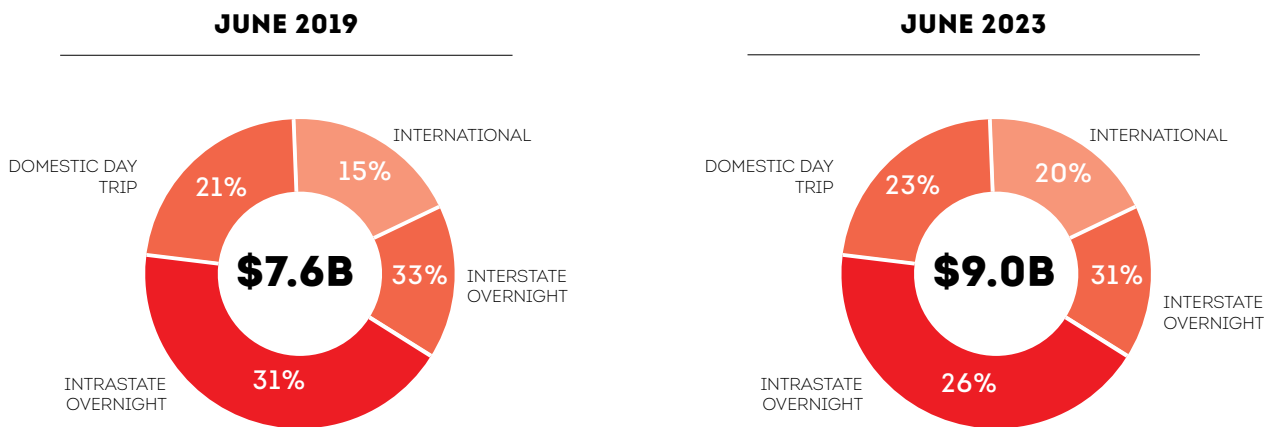 JUNE 2019
INTERNATIONAL
DOMESTIC DAY
TRIP
15%
21%
$7.6B
33%
INTERSTATE
OVERNIGHT
31%
INTRASTATE
OVERNIGHT
JUNE 2023
INTERNATIONAL
DOMESTIC DAY
TRIP
20%
23%
$9.0B
31%
INTERSTATE
OVERNIGHT
26%
INTRASTATE
OVERNIGHT